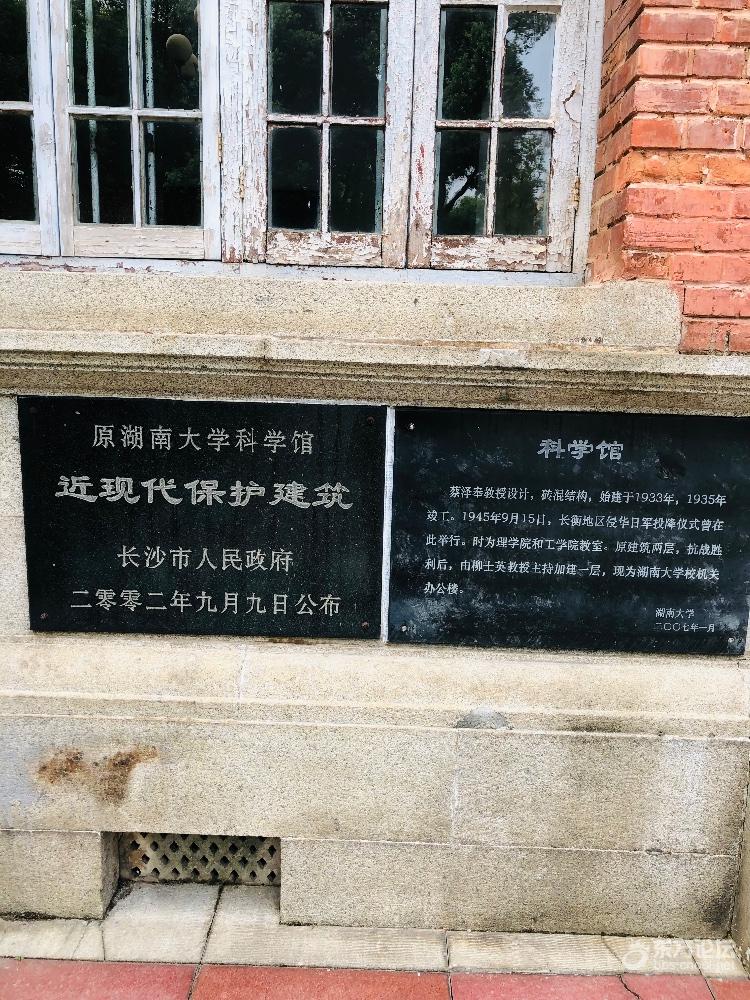 原湖南大学科学馆
近现代保护建筑
长沙市人民政府
二零零二年九月九日公布
科学馆
蔡泽奉教授设计，砖混结构，始建于1933年，1935年
竣工。1945年9月15日，长衡地区侵华日军投降仪式曾在
此举行。时为理学院和工学院教室。原建筑两层，抗战胜
利后，由柳士英教授主持加建一层，现为湖南大学校机关
办公楼。
湖南大学
二〇〇七年一月
东方论坛